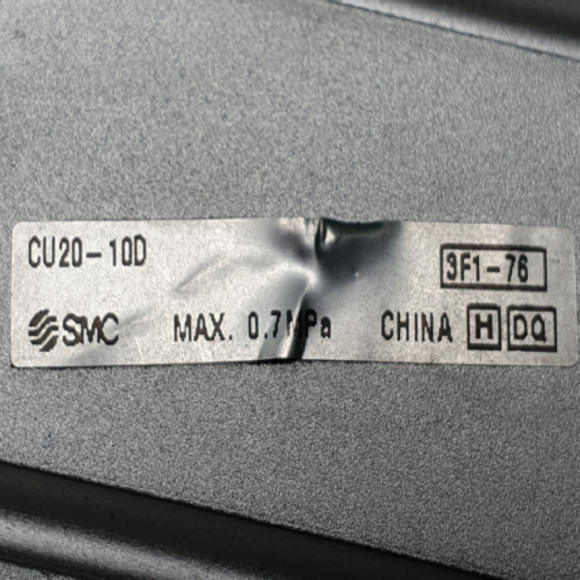 CU20-10D 3F1-76
SMC MAX. 0.7MPa CHINA H DQ